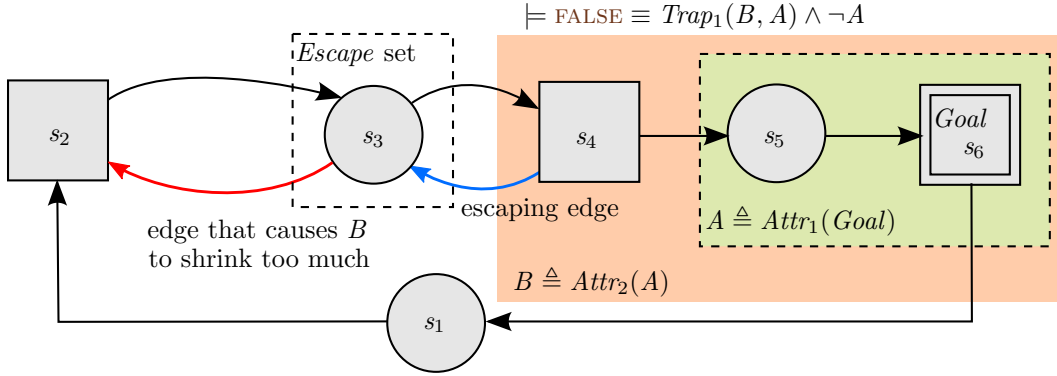 ⊨ FALSE ≡ Trap₁(B, A) ∧ ¬A
Escape set
s₂
s₃
s₄
s₅
Goal
s₆
escaping edge
A ≜ Attr₁(Goal)
edge that causes B
to shrink too much
B ≜ Attr₂(A)
s₁